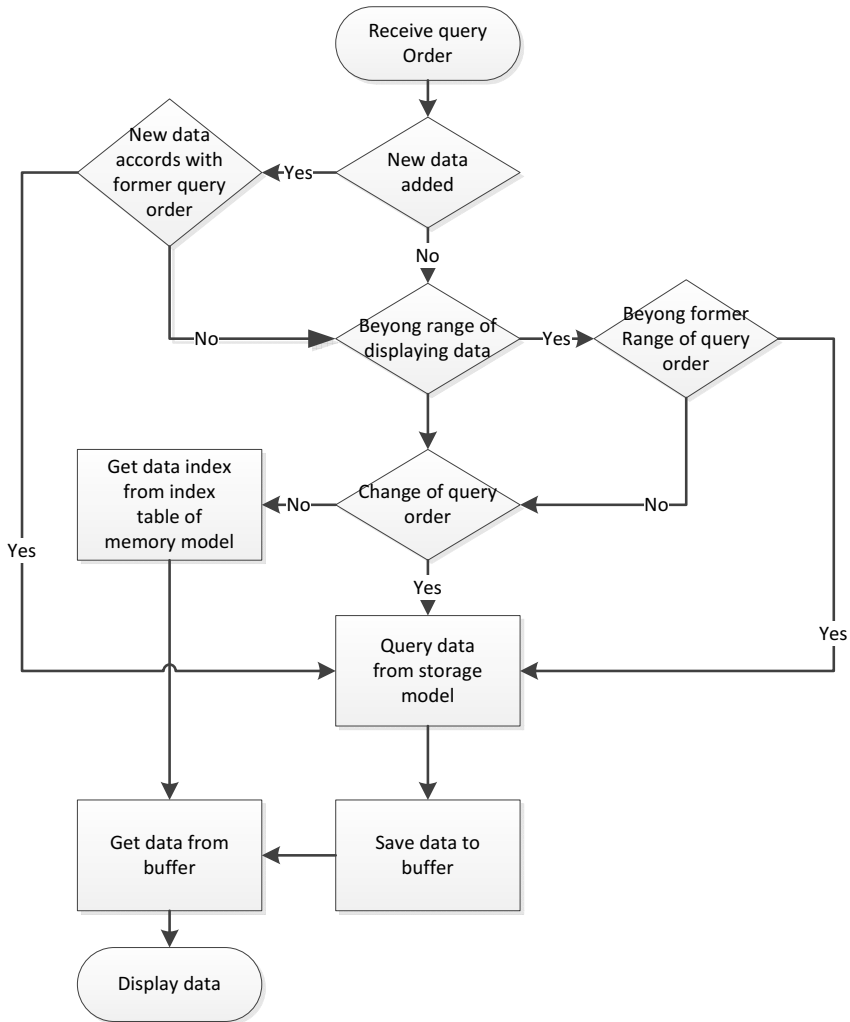 Receive query
Order
New data
accords with
former query
order
Yes
New data
added
No
No
Beyong range of
displaying data
Yes
Beyong former
Range of query
order
Get data index
from index
table of
memory model
No
Change of query
order
No
Yes
Yes
Yes
Query data
from storage
model
Get data from
buffer
Save data to
buffer
Display data